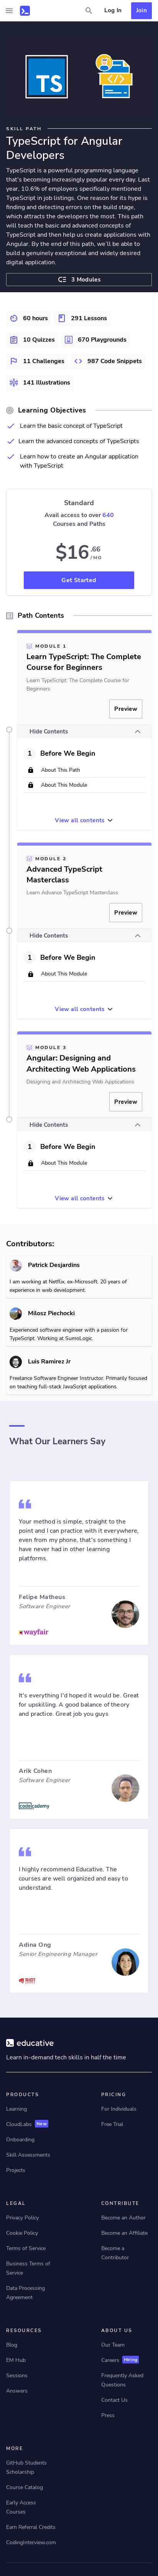 Log In
Join
TS
SKILL PATH
TypeScript for Angular
Developers
TypeScript is a powerful programming language
that's becoming increasingly popular every day. Last
year, 10.6% of employers specifically mentioned
TypeScript in job listings. One reason for its hype is
that it allows developers to strongly type their code,
which attracts the developers the most. This path
will teach the basic and advanced concepts of
TypeScript and then help us create applications with
Angular. By the end of this path, we'll be able to
build a genuinely complex, enclosed, and widely used
digital application.
3 Modules
60 hours
291 Lessons
10 Quizzes
670 Playgrounds
11 Challenges
987 Code Snippets
141 Illustrations
Learning Objectives
Learn the basic concept of TypeScript
Learn the advanced concepts of TypeScripts
Learn how to create an Angular application
with TypeScript
Standard
Avail access to over 640
Courses and Paths
$16 .66
/ MO
Get Started
Path Contents
MODULE 1
Learn TypeScript: The Complete
Course for Beginners
Learn TypeScript: The Complete Course for
Beginners
Preview
Hide Contents
1 Before We Begin
About This Path
About This Module
View all contents
MODULE 2
Advanced TypeScript
Masterclass
Learn Advance TypeScript Masterclass
Preview
Hide Contents
1 Before We Begin
About This Module
View all contents
MODULE 3
Angular: Designing and
Architecting Web Applications
Designing and Architecting Web Applications
Preview
Hide Contents
1 Before We Begin
About This Module
View all contents
Contributors:
Patrick Desjardins
I am working at Netflix, ex-Microsoft. 20 years of
experience in web development.
Milosz Piechocki
Experienced software engineer with a passion for
TypeScript. Working at SumoLogic.
Luis Ramirez Jr
Freelance Software Engineer Instructor. Primarily focused
on teaching full-stack JavaScript applications.
What Our Learners Say
Your method is simple, straight to the
point and I can practice with it everywhere,
even from my phone, that's something I
have never had in other learning
platforms.
Felipe Matheus
Software Engineer
wayfair
It's everything I'd hoped it would be. Great
for upskilling. A good balance of theory
and practice. Great job you guys
Arik Cohen
Software Engineer
codecademy
I highly recommend Educative. The
courses are well organized and easy to
understand.
Adina Ong
Senior Engineering Manager
RIOT
educative
Learn in-demand tech skills in half the time
PRODUCTS
PRICING
Learning
For Individuals
CloudLabs New
Free Trial
Onboarding
Skill Assessments
Projects
LEGAL
CONTRIBUTE
Privacy Policy
Become an Author
Cookie Policy
Become an Affiliate
Terms of Service
Become a
Contributor
Business Terms of
Service
Data Processing
Agreement
RESOURCES
ABOUT US
Blog
Our Team
EM Hub
Careers Hiring
Sessions
Frequently Asked
Questions
Answers
Contact Us
Press
MORE
GitHub Students
Scholarship
Course Catalog
Early Access
Courses
Earn Referral Credits
CodingInterview.com